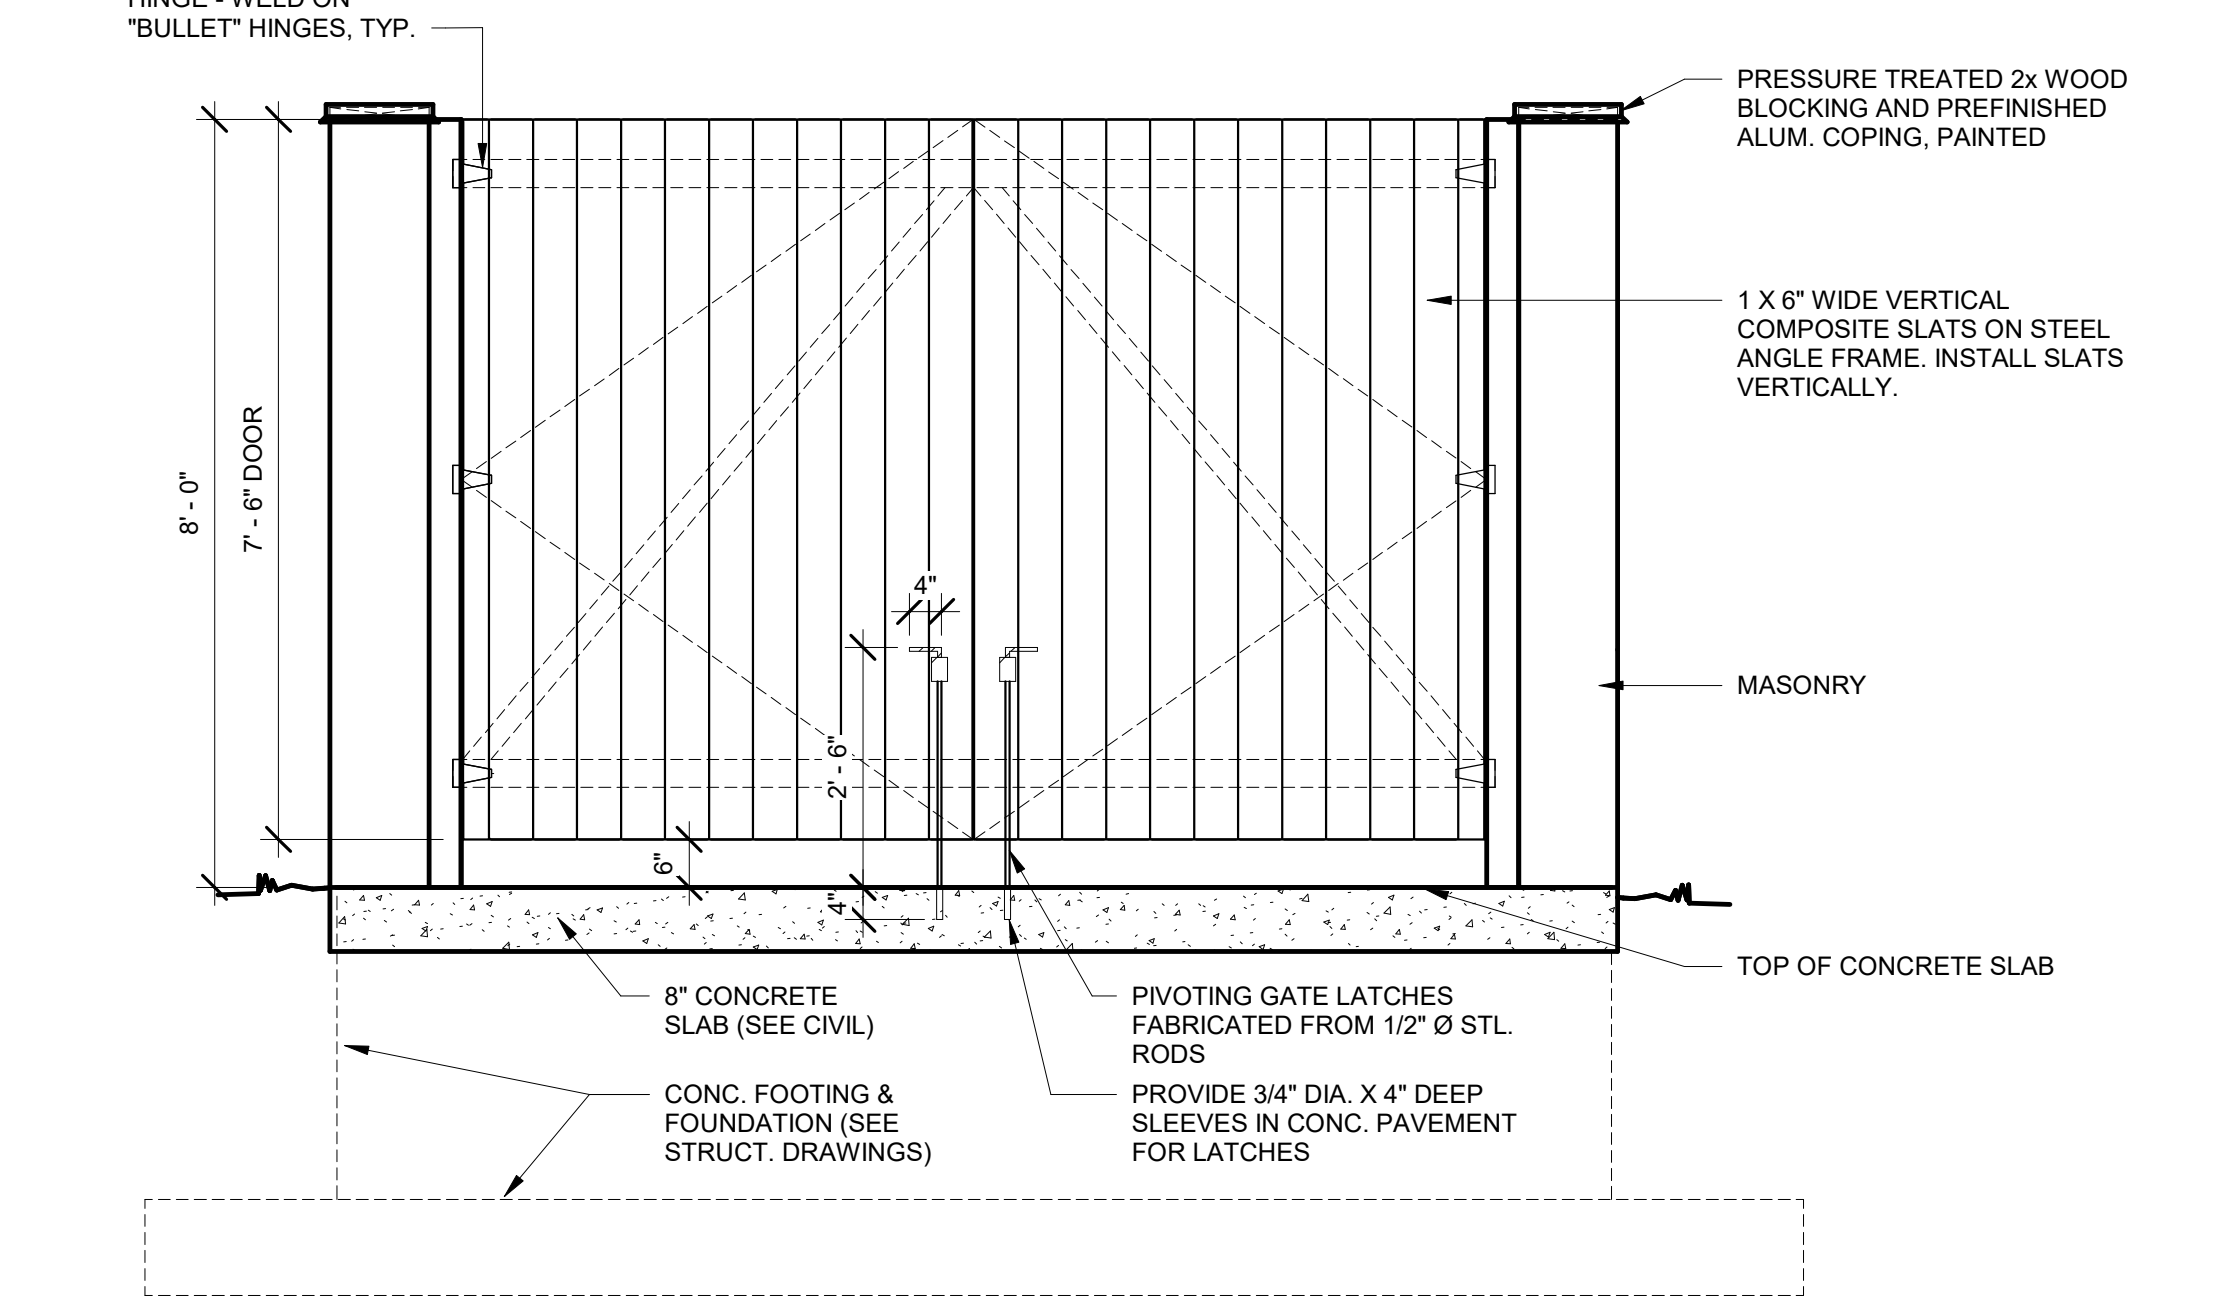 HINGE - WELD ON
"BULLET" HINGES, TYP.
PRESSURE TREATED 2x WOOD
BLOCKING AND PREFINISHED
ALUM. COPING, PAINTED
1 X 6" WIDE VERTICAL
COMPOSITE SLATS ON STEEL
ANGLE FRAME. INSTALL SLATS
VERTICALLY.
8' - 0"
7' - 6" DOOR
4"
2' - 6"
6"
4"
MASONRY
TOP OF CONCRETE SLAB
8" CONCRETE
SLAB (SEE CIVIL)
CONC. FOOTING &
FOUNDATION (SEE
STRUCT. DRAWINGS)
PIVOTING GATE LATCHES
FABRICATED FROM 1/2" Ø STL.
RODS
PROVIDE 3/4" DIA. X 4" DEEP
SLEEVES IN CONC. PAVEMENT
FOR LATCHES